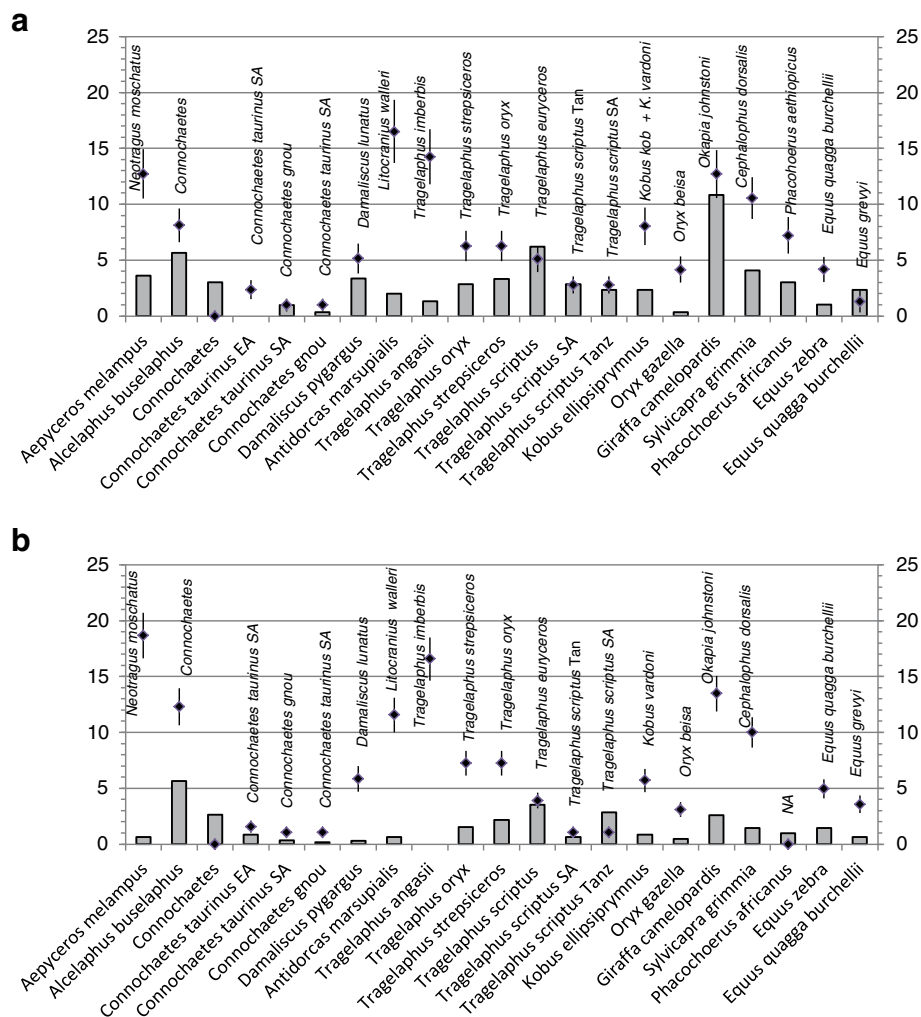 a
25 25
20 20
15 15
10 10
5 5
0 0
Neotragus moschatus
Connochaetes
Connochaetes taurinus SA
Connochaetes gnou
Connochaetes taurinus SA
Damaliscus lunatus
Litocranius walleri
Tragelaphus imberbis
Tragelaphus strepsiceros
Tragelaphus oryx
Tragelaphus euryceros
Tragelaphus scriptus Tan
Tragelaphus scriptus SA
Kobus kob + K. vardoni
Oryx beisa
Okapia johnstoni
Cephalophus dorsalis
Phacochoerus aethiopicus
Equus quagga burchellii
Equus grevyi
Aepyceros melampus
Alcelaphus buselaphus
Connochaetes
Connochaetes taurinus EA
Connochaetes taurinus SA
Connochaetes gnou
Damaliscus pygargus
Antidorcas marsupialis
Tragelaphus angasii
Tragelaphus oryx
Tragelaphus strepsiceros
Tragelaphus scriptus
Tragelaphus scriptus SA
Tragelaphus scriptus Tanz
Kobus ellipsiprymnus
Oryx gazella
Giraffa camelopardis
Sylvicapra grimmia
Phacochoerus africanus
Equus zebra
Equus quagga burchellii
b
25 25
20 20
15 15
10 10
5 5
0 0
Neotragus moschatus
Connochaetes
Connochaetes taurinus SA
Connochaetes gnou
Connochaetes taurinus SA
Damaliscus lunatus
Litocranius walleri
Tragelaphus imberbis
Tragelaphus strepsiceros
Tragelaphus oryx
Tragelaphus euryceros
Tragelaphus scriptus Tan
Tragelaphus scriptus SA
Kobus vardoni
Oryx beisa
Okapia johnstoni
Cephalophus dorsalis
NA
Equus quagga burchellii
Equus grevyi
Aepyceros melampus
Alcelaphus buselaphus
Connochaetes
Connochaetes taurinus EA
Connochaetes taurinus SA
Connochaetes gnou
Damaliscus pygargus
Antidorcas marsupialis
Tragelaphus angasii
Tragelaphus oryx
Tragelaphus strepsiceros
Tragelaphus scriptus
Tragelaphus scriptus SA
Tragelaphus scriptus Tanz
Kobus ellipsiprymnus
Oryx gazella
Giraffa camelopardis
Sylvicapra grimmia
Phacochoerus africanus
Equus zebra
Equus quagga burchellii